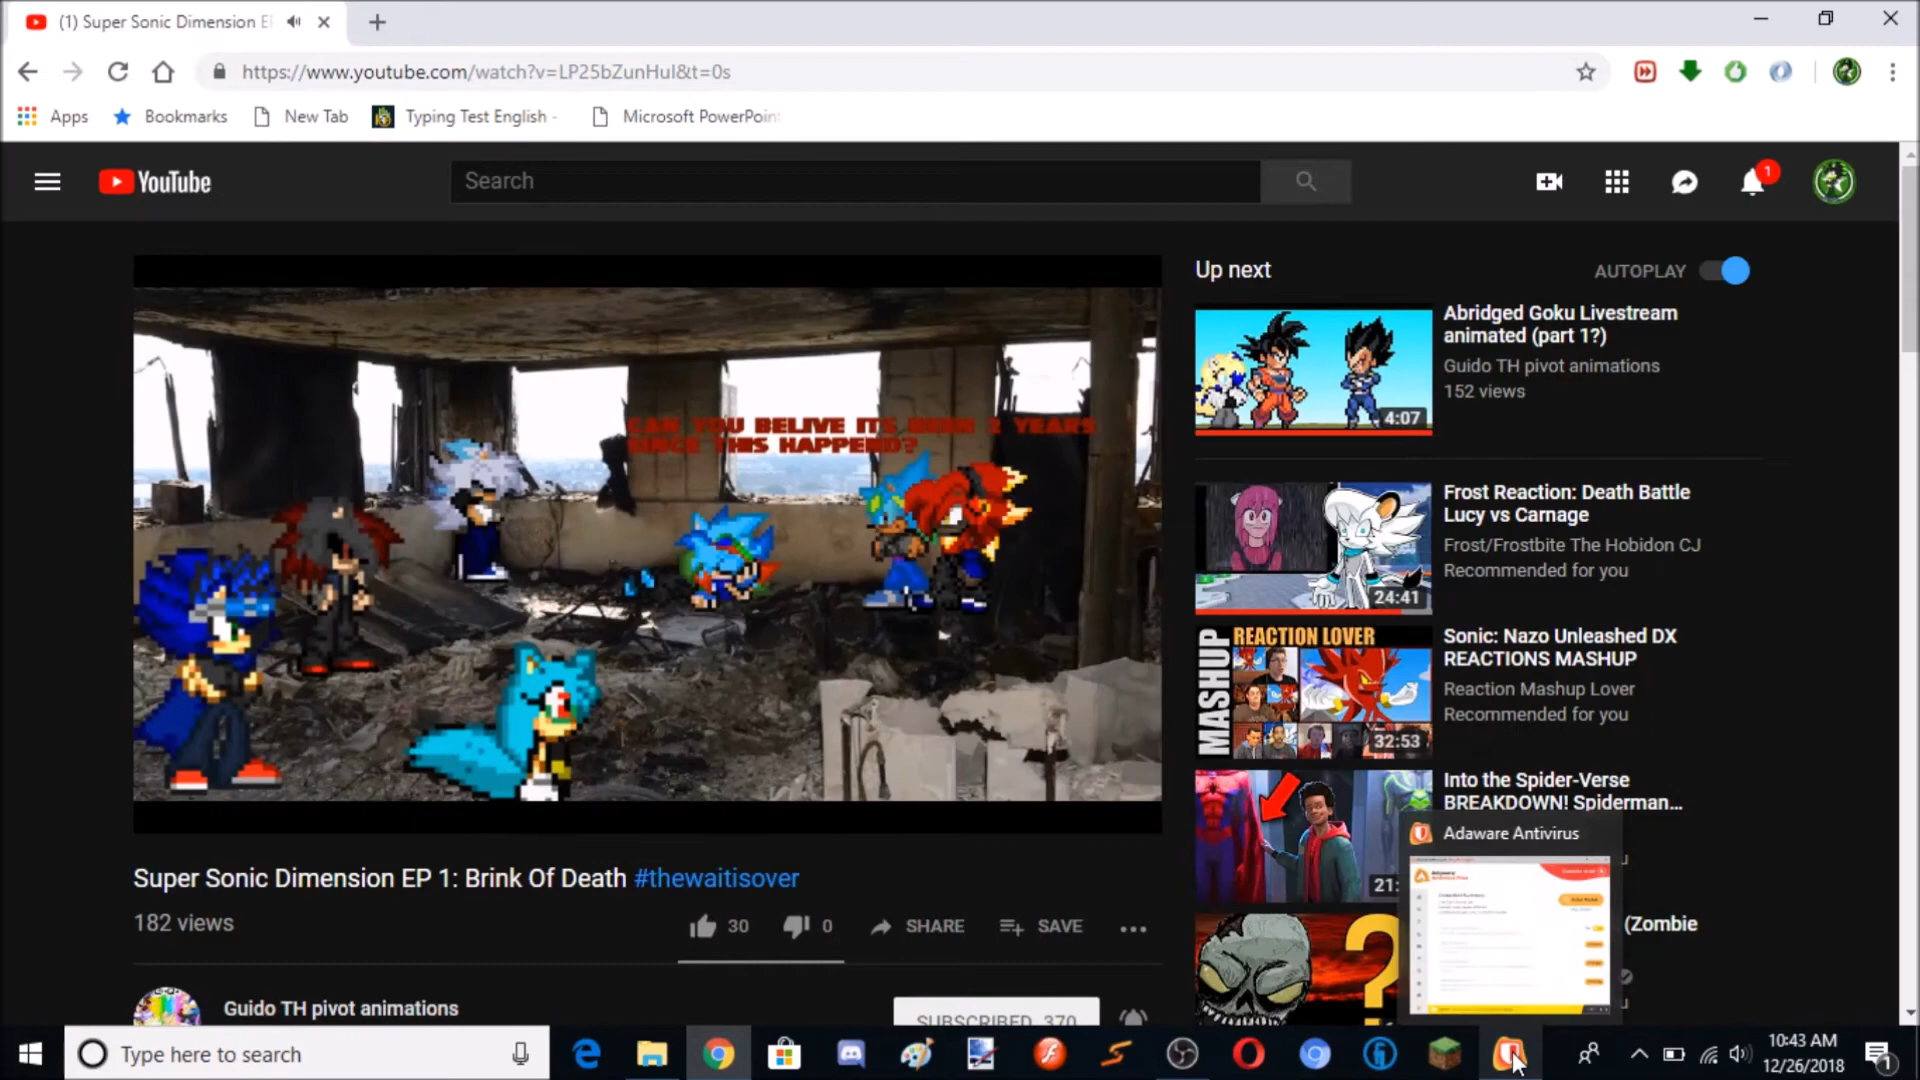 (1) Super Sonic Dimension E
https://www.youtube.com/watch?v=LP25bZunHuI&t=0s
Apps
Bookmarks
New Tab
Typing Test English -
Microsoft PowerPoin
YouTube
Search
1
CAN YOU BELIVE ITS BEEN 2 YEARS
SINCE THIS HAPPEND?
Super Sonic Dimension EP 1: Brink Of Death #thewaitisover
182 views
30
0
SHARE
SAVE
Guido TH pivot animations
SUBSCRIBED 370
Up next
AUTOPLAY
Abridged Goku Livestream
animated (part 1?)
Guido TH pivot animations
152 views
4:07
Frost Reaction: Death Battle
Lucy vs Carnage
Frost/Frostbite The Hobidon CJ
Recommended for you
24:41
MASHUP
REACTION LOVER
Sonic: Nazo Unleashed DX
REACTIONS MASHUP
Reaction Mashup Lover
Recommended for you
32:53
Into the Spider-Verse
BREAKDOWN! Spiderman...
21:
Adaware Antivirus
(Zombie
?
Type here to search
10:43 AM
12/26/2018
1